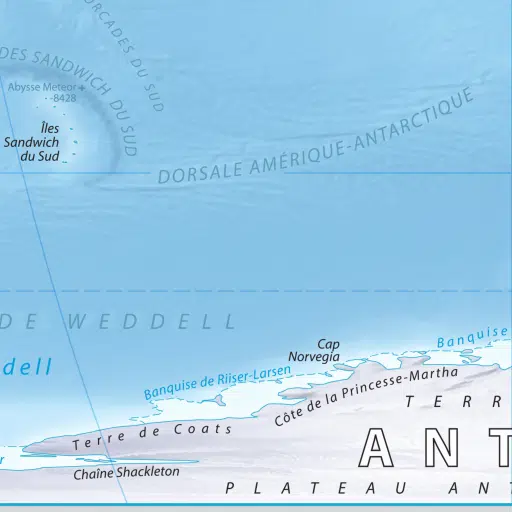 ORCADES DU SUD
DES SANDWICH DU SUD
Abysse Meteor
-8428
Îles
Sandwich
du Sud
DORSALE AMÉRIQUE-ANTARCTIQUE
DE WEDDELL
dell
Cap
Norvegia
Banquise
Banquise de Riiser-Larsen
Côte de la Princesse-Martha
TERR
Terre de Coats
ANT
r
Chaîne Shackleton
PLATEAU ANT